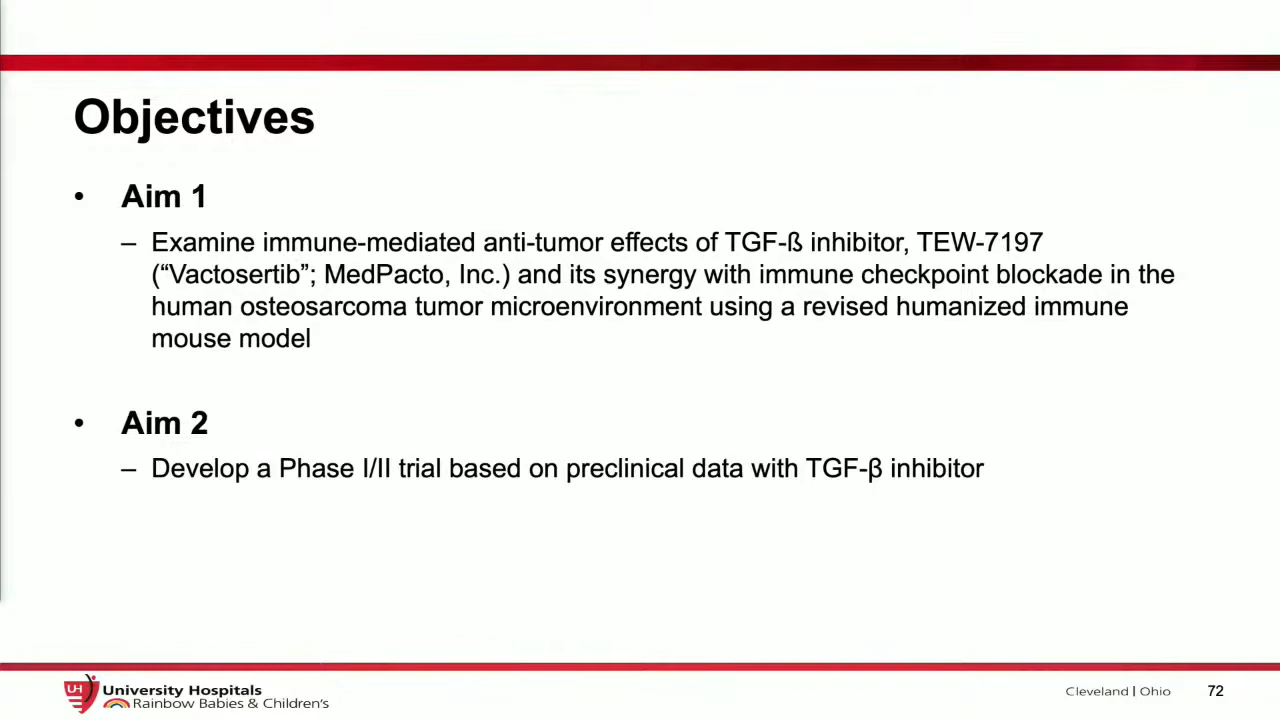 Objectives
• Aim 1
– Examine immune-mediated anti-tumor effects of TGF-ß inhibitor, TEW-7197
(“Vactosertib”; MedPacto, Inc.) and its synergy with immune checkpoint blockade in the
human osteosarcoma tumor microenvironment using a revised humanized immune
mouse model
• Aim 2
– Develop a Phase I/II trial based on preclinical data with TGF-β inhibitor
UH
University Hospitals
Rainbow Babies & Children's
Cleveland | Ohio
72